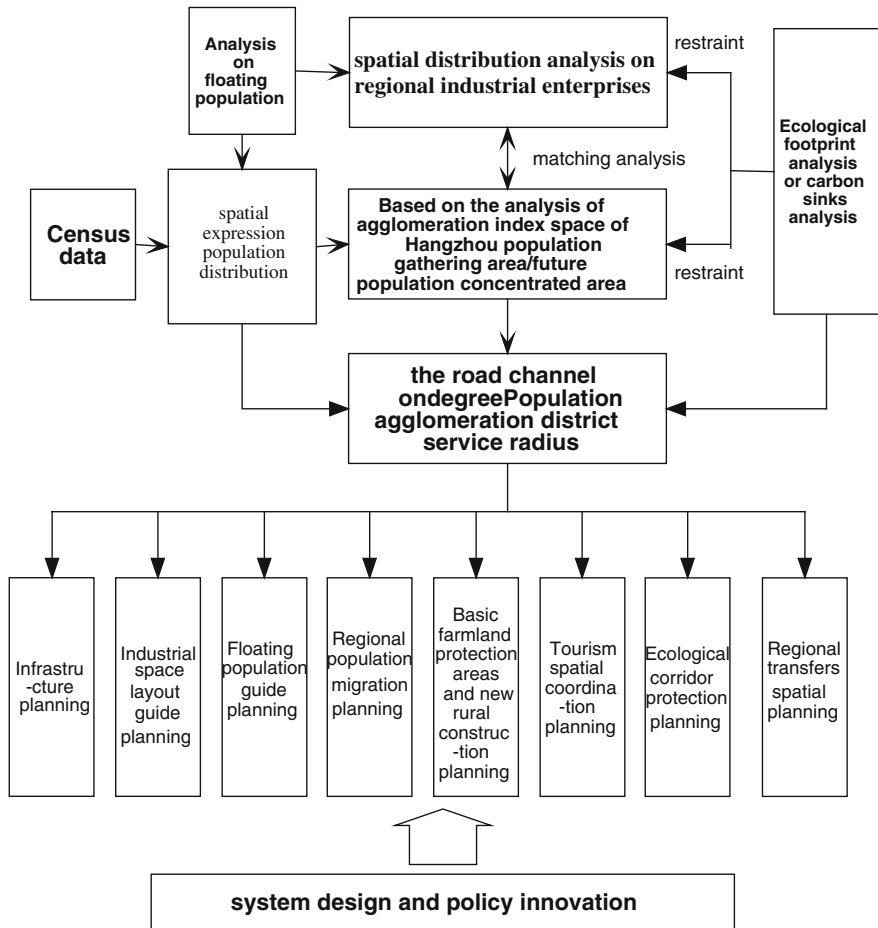 Analysis
on
floating
population
spatial distribution analysis on
regional industrial enterprises
restraint
Ecological
footprint
analysis
or carbon
sinks
analysis
matching analysis
Census
data
spatial
expression
population
distribution
Based on the analysis of
agglomeration index space of
Hangzhou population
gathering area/future
population concentrated area
restraint
the road channel
ondegreePopulation
agglomeration district
service radius
Infrastru
-cture
planning
Industrial
space
layout
guide
planning
Floating
population
guide
planning
Regional
population
migration
planning
Basic
farmland
protection
areas
and new
rural
construc
-tion
planning
Tourism
spatial
coordina
-tion
planning
Ecological
corridor
protection
planning
Regional
transfers
spatial
planning
system design and policy innovation